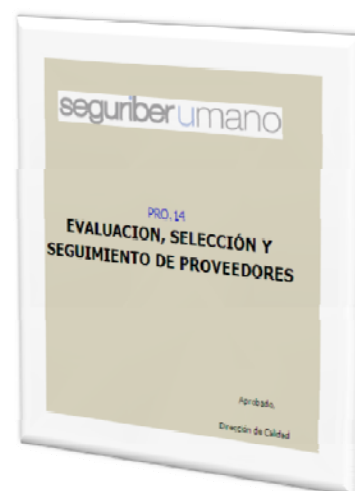 seguriberumano
PRO.14
EVALUACION, SELECCIÓN Y
SEGUIMIENTO DE PROVEEDORES
Aprobado,
Dirección de Calidad